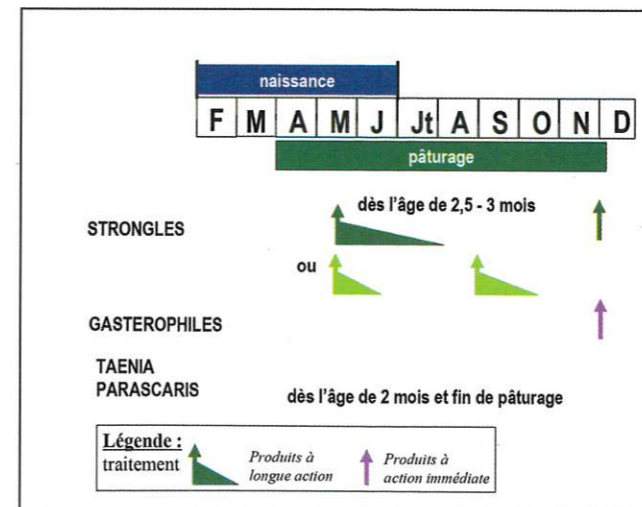 naissance
F M A M J Jt A S O N D
pâturage
dès l'âge de 2,5 - 3 mois
STRONGLES
ou
GASTEROPHILES
TAENIA
PARASCARIS
dès l'âge de 2 mois et fin de pâturage
Légende :
traitement
Produits à
longue action
Produits à
action immédiate